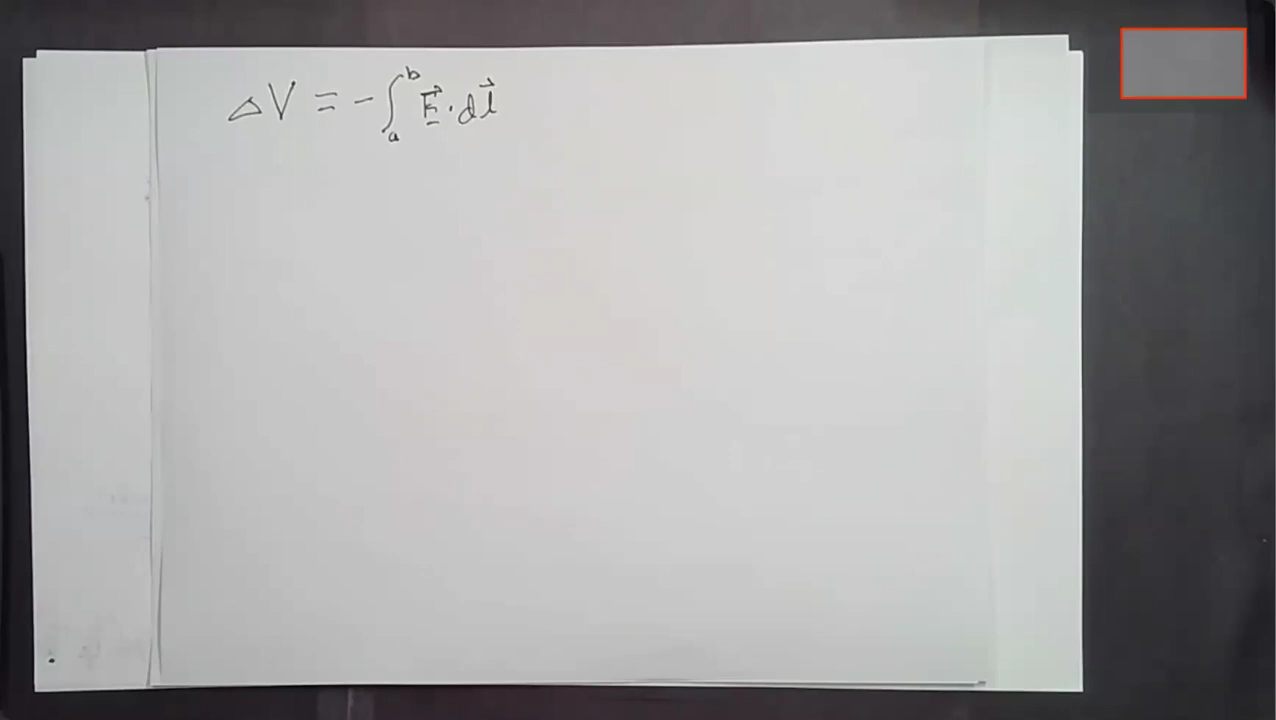 ΔV = -∫ₐᵇ E⃗ · dl⃗